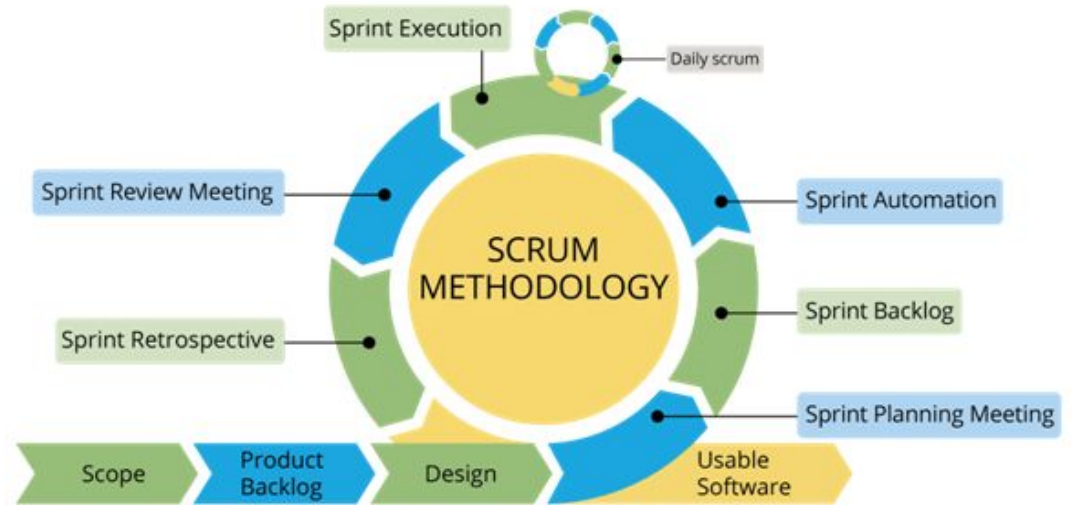 Sprint Execution
Daily scrum
Sprint Review Meeting
Sprint Automation
SCRUM
METHODOLOGY
Sprint Backlog
Sprint Retrospective
Sprint Planning Meeting
Scope
Product
Backlog
Design
Usable
Software